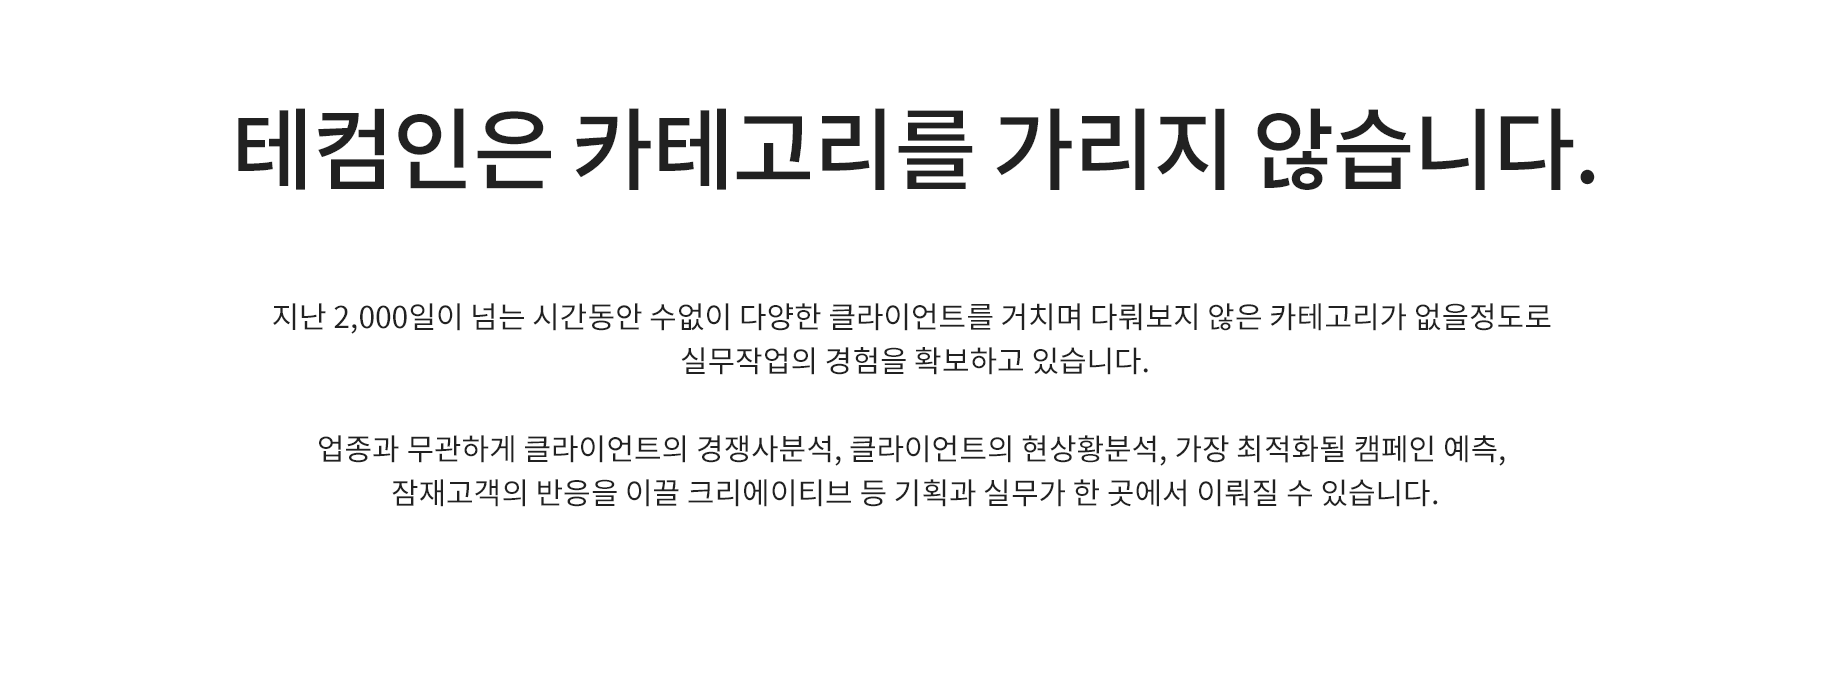 테컴인은 카테고리를 가리지 않습니다.
지난 2,000일이 넘는 시간동안 수없이 다양한 클라이언트를 거치며 다뤄보지 않은 카테고리가 없을정도로
실무작업의 경험을 확보하고 있습니다.
업종과 무관하게 클라이언트의 경쟁사분석, 클라이언트의 현상황분석, 가장 최적화될 캠페인 예측,
잠재고객의 반응을 이끌 크리에이티브 등 기획과 실무가 한 곳에서 이뤄질 수 있습니다.